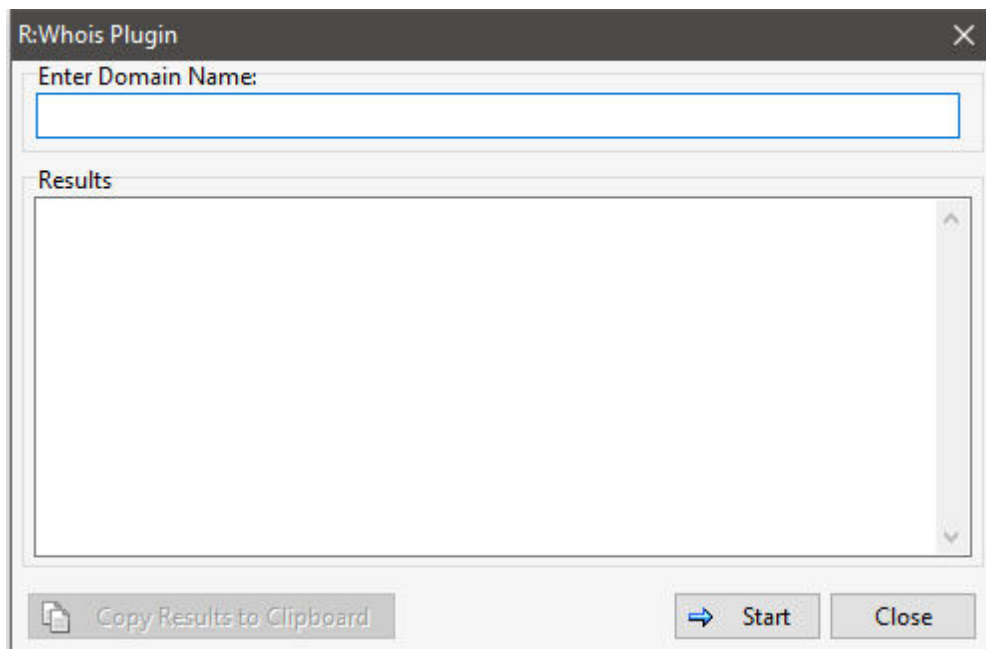 R:Whois Plugin
Enter Domain Name:
Results
Copy Results to Clipboard
Start
Close